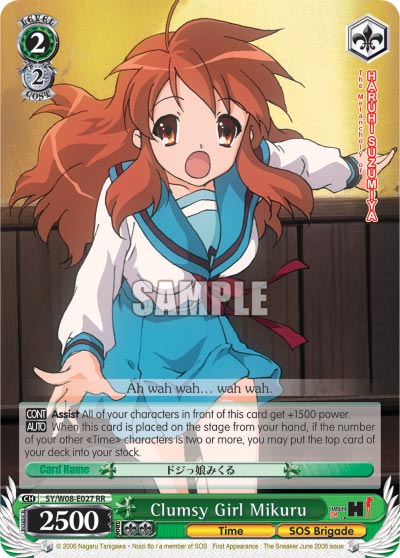 LEVEL
2
2
COST
HARUHI SUZUMIYA
The Melancholy of
SAMPLE
Ah wah wah… wah wah.
CONT Assist All of your characters in front of this card get +1500 power.
AUTO When this card is placed on the stage from your hand, if the number
of your other <Time> characters is two or more, you may put the top card of
your deck into your stock.
Card Name ドジっ娘みくる
CH SY/W08-E027 RR
2500 Clumsy Girl Mikuru
Time SOS Brigade
© 2006 Nagaru Tanigawa・Noizi Ito / a member of SOS First Appearance : The Sneaker June 2006 issue